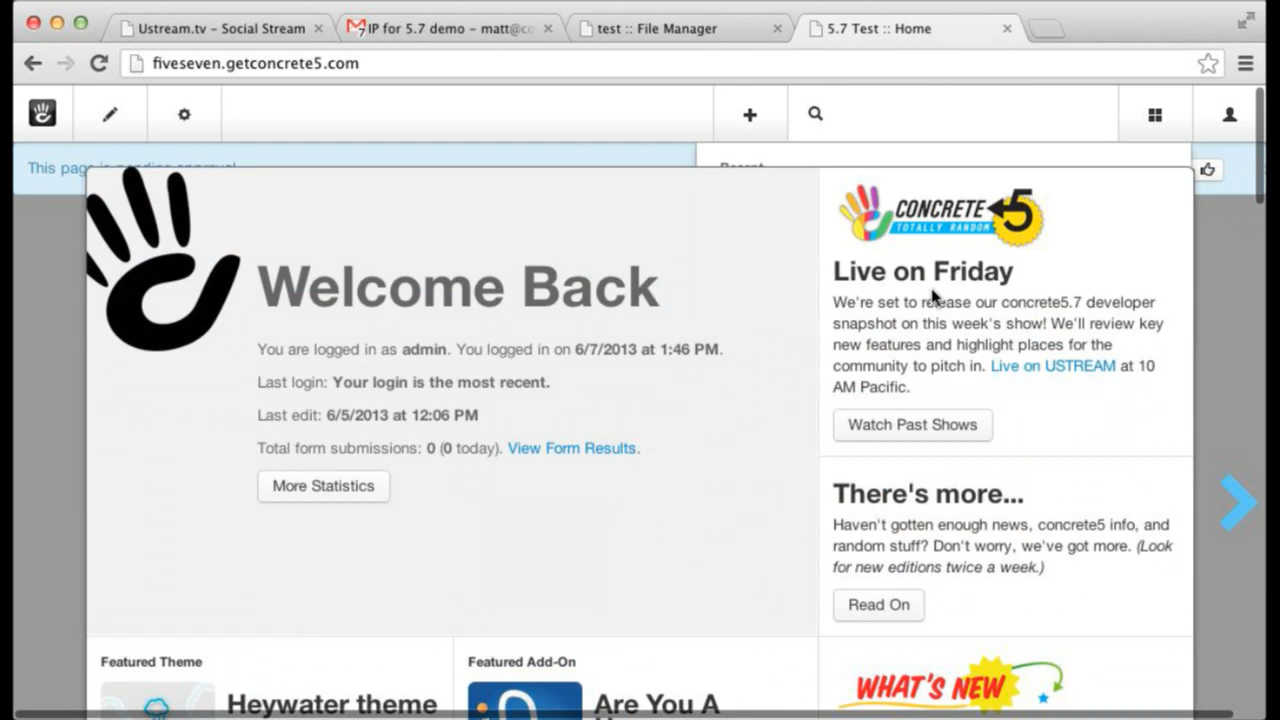 Ustream.tv - Social Stream
IP for 5.7 demo - matt@co
test :: File Manager
5.7 Test :: Home
fiveseven.getconcrete5.com
This page is pending approval
Recent
CONCRETE 5
TOTALLY RANDOM
Welcome Back
You are logged in as admin. You logged in on 6/7/2013 at 1:46 PM.
Last login: Your login is the most recent.
Last edit: 6/5/2013 at 12:06 PM
Total form submissions: 0 (0 today). View Form Results.
More Statistics
Live on Friday
We're set to release our concrete5.7 developer
snapshot on this week's show! We'll review key
new features and highlight places for the
community to pitch in. Live on USTREAM at 10
AM Pacific.
Watch Past Shows
There's more...
Haven't gotten enough news, concrete5 info, and
random stuff? Don't worry, we've got more. (Look
for new editions twice a week.)
Read On
Featured Theme
Heywater theme
Featured Add-On
Are You A
WHAT'S NEW